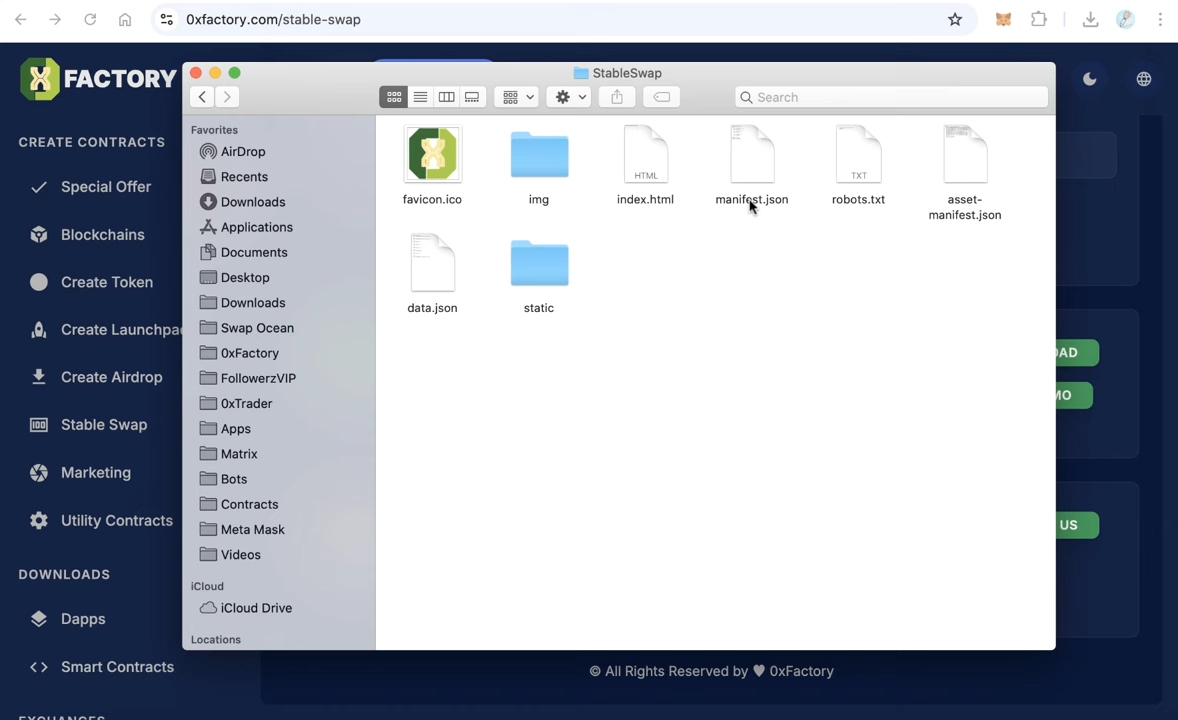 0xfactory.com/stable-swap
FACTORY
CREATE CONTRACTS
Special Offer
Blockchains
Create Token
Create Launchpad
Create Airdrop
Stable Swap
Marketing
Utility Contracts
DOWNLOADS
Dapps
Smart Contracts
StableSwap
Search
Favorites
AirDrop
Recents
Downloads
Applications
Documents
Desktop
Downloads
Swap Ocean
0xFactory
FollowerzVIP
0xTrader
Apps
Matrix
Bots
Contracts
Meta Mask
Videos
iCloud
iCloud Drive
Locations
favicon.ico
img
HTML
index.html
manifest.json
TXT
robots.txt
asset-
manifest.json
data.json
static
OAD
MO
US
© All Rights Reserved by 0xFactory